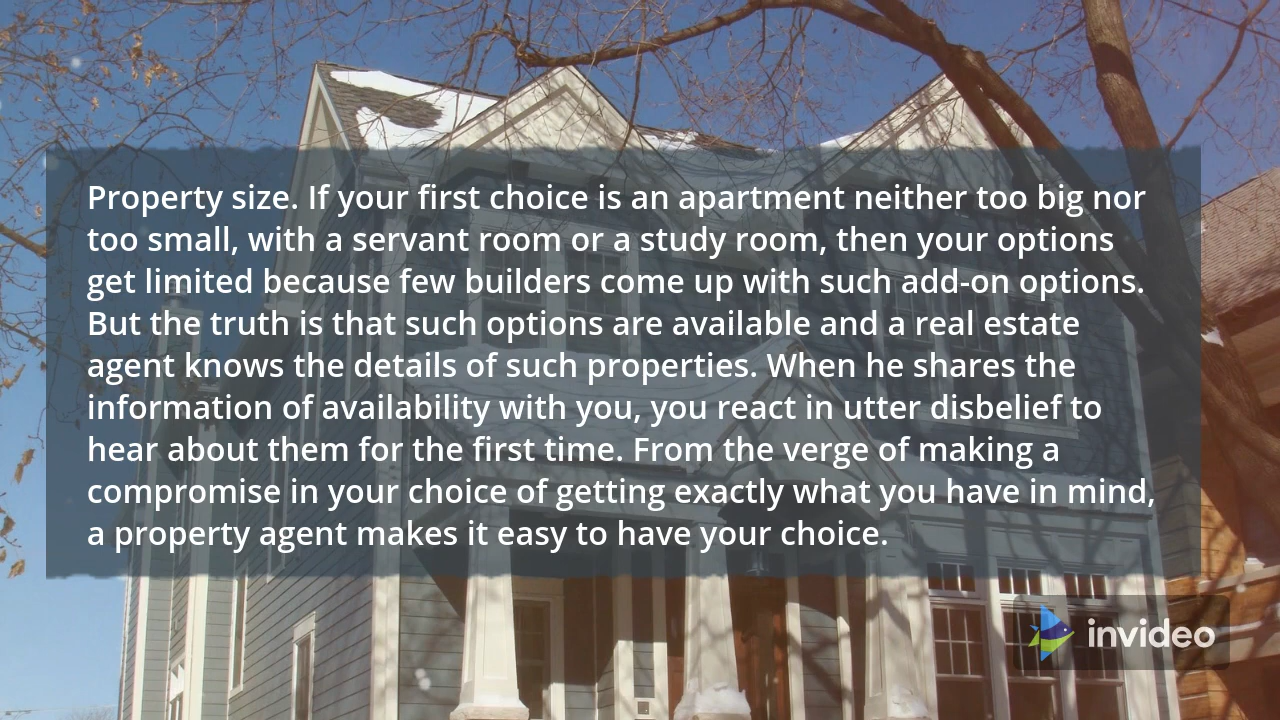 Property size. If your first choice is an apartment neither too big nor
too small, with a servant room or a study room, then your options
get limited because few builders come up with such add-on options.
But the truth is that such options are available and a real estate
agent knows the details of such properties. When he shares the
information of availability with you, you react in utter disbelief to
hear about them for the first time. From the verge of making a
compromise in your choice of getting exactly what you have in mind,
a property agent makes it easy to have your choice.
invideo